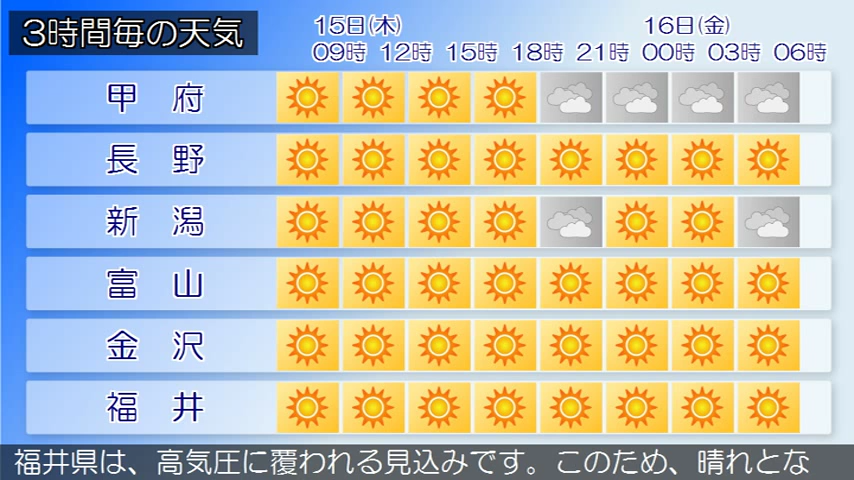 3時間毎の天気
15日(木) 16日(金)
09時 12時 15時 18時 21時 00時 03時 06時
甲府
長野
新潟
富山
金沢
福井
福井県は、高気圧に覆われる見込みです。このため、晴れとな